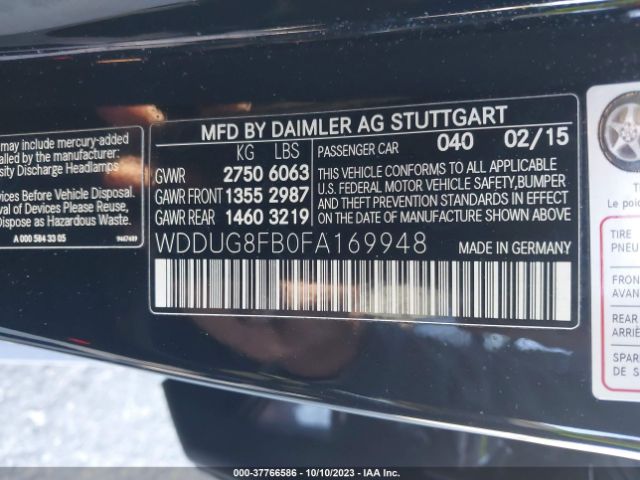 may include mercury-added
alled by the manufacturer:
sity Discharge Headlamps
evices Before Vehicle Disposal.
val of Devices Please Reuse,
ispose as Hazardous Waste.
A 000 584 33 05
MFD BY DAIMLER AG STUTTGART
KG LBS
GVWR 2750 6063
GAWR FRONT 1355 2987
GAWR REAR 1460 3219
PASSENGER CAR 040 02/15
THIS VEHICLE CONFORMS TO ALL APPLICABLE
U.S. FEDERAL MOTOR VEHICLE SAFETY, BUMPER
AND THEFT PREVENTION STANDARDS IN EFFECT
ON THE DATE OF MANUFACTURE SHOWN ABOVE
WDDUG8FB0FA169948 MADE IN GERMANY
T
Le poid
TIRE
PNEU
FRON
AVAN
REAR
ARRIÈ
SPAR
DE S
000-37766586 - 10/10/2023 - IAA Inc.